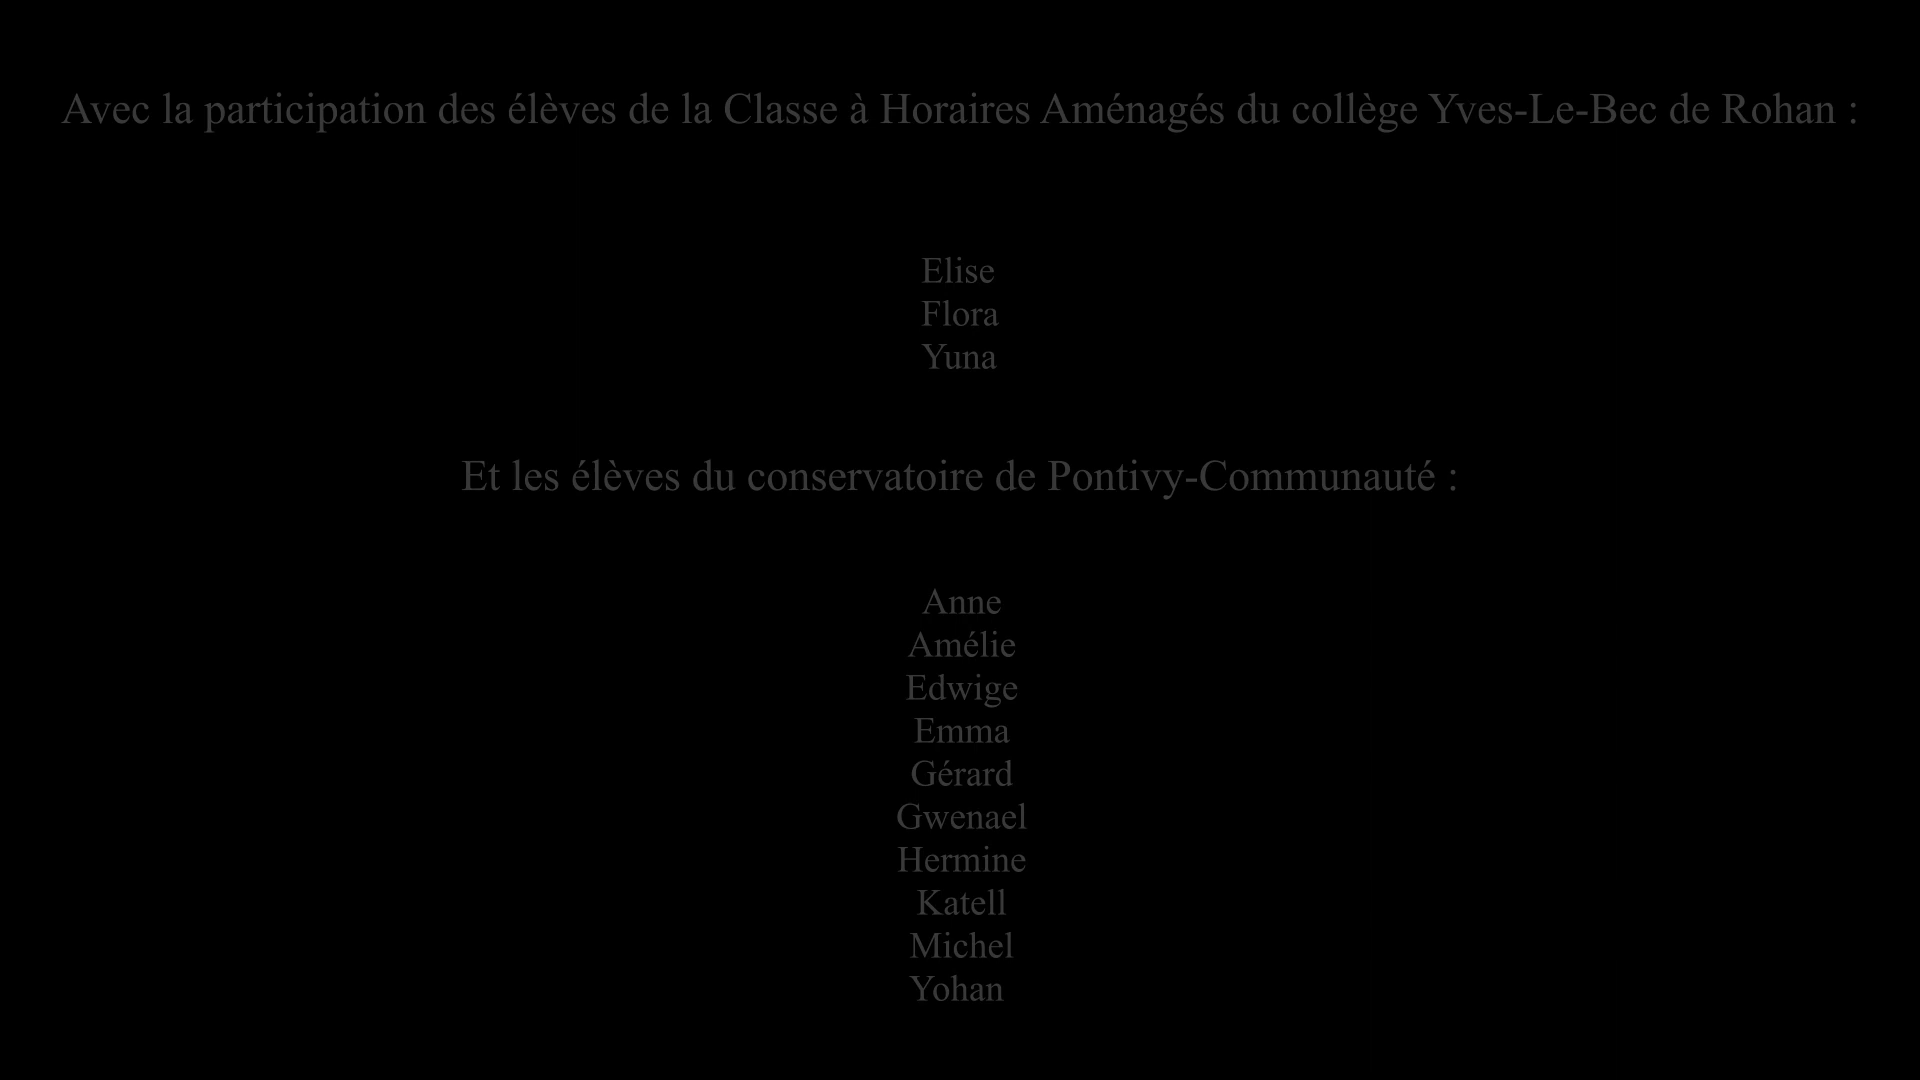 Avec la participation des élèves de la Classe à Horaires Aménagés du collège Yves-Le-Bec de Rohan :
Elise
Flora
Yuna
Et les élèves du conservatoire de Pontivy-Communauté :
Anne
Amélie
Edwige
Emma
Gérard
Gwenael
Hermine
Katell
Michel
Yohan